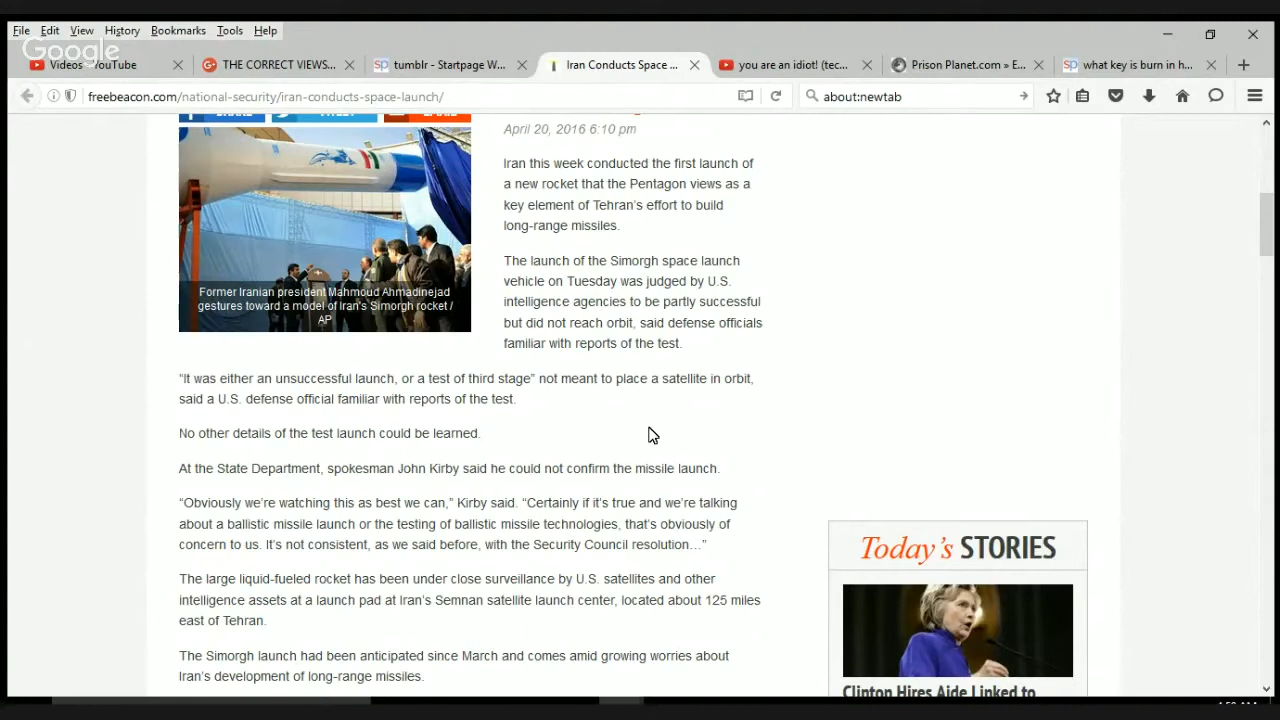 File Edit View History Bookmarks Tools Help
Google
Videos YouTube
THE CORRECT VIEWS...
tumblr - Startpage W...
Iran Conducts Space ...
you are an idiot! (tec...
Prison Planet.com » E...
what key is burn in h...
freebeacon.com/national-security/iran-conducts-space-launch/
about:newtab
SHARE TWEET EMAIL
April 20, 2016 6:10 pm
Iran this week conducted the first launch of
a new rocket that the Pentagon views as a
key element of Tehran's effort to build
long-range missiles.
The launch of the Simorgh space launch
vehicle on Tuesday was judged by U.S.
intelligence agencies to be partly successful
but did not reach orbit, said defense officials
familiar with reports of the test.
Former Iranian president Mahmoud Ahmadinejad
gestures toward a model of Iran's Simorgh rocket /
AP
“It was either an unsuccessful launch, or a test of third stage” not meant to place a satellite in orbit,
said a U.S. defense official familiar with reports of the test.
No other details of the test launch could be learned.
At the State Department, spokesman John Kirby said he could not confirm the missile launch.
“Obviously we're watching this as best we can,” Kirby said. “Certainly if it's true and we're talking
about a ballistic missile launch or the testing of ballistic missile technologies, that's obviously of
concern to us. It's not consistent, as we said before, with the Security Council resolution…”
The large liquid-fueled rocket has been under close surveillance by U.S. satellites and other
intelligence assets at a launch pad at Iran's Semnan satellite launch center, located about 125 miles
east of Tehran.
The Simorgh launch had been anticipated since March and comes amid growing worries about
Iran's development of long-range missiles.
Today's STORIES
Clinton Hires Aide Linked to